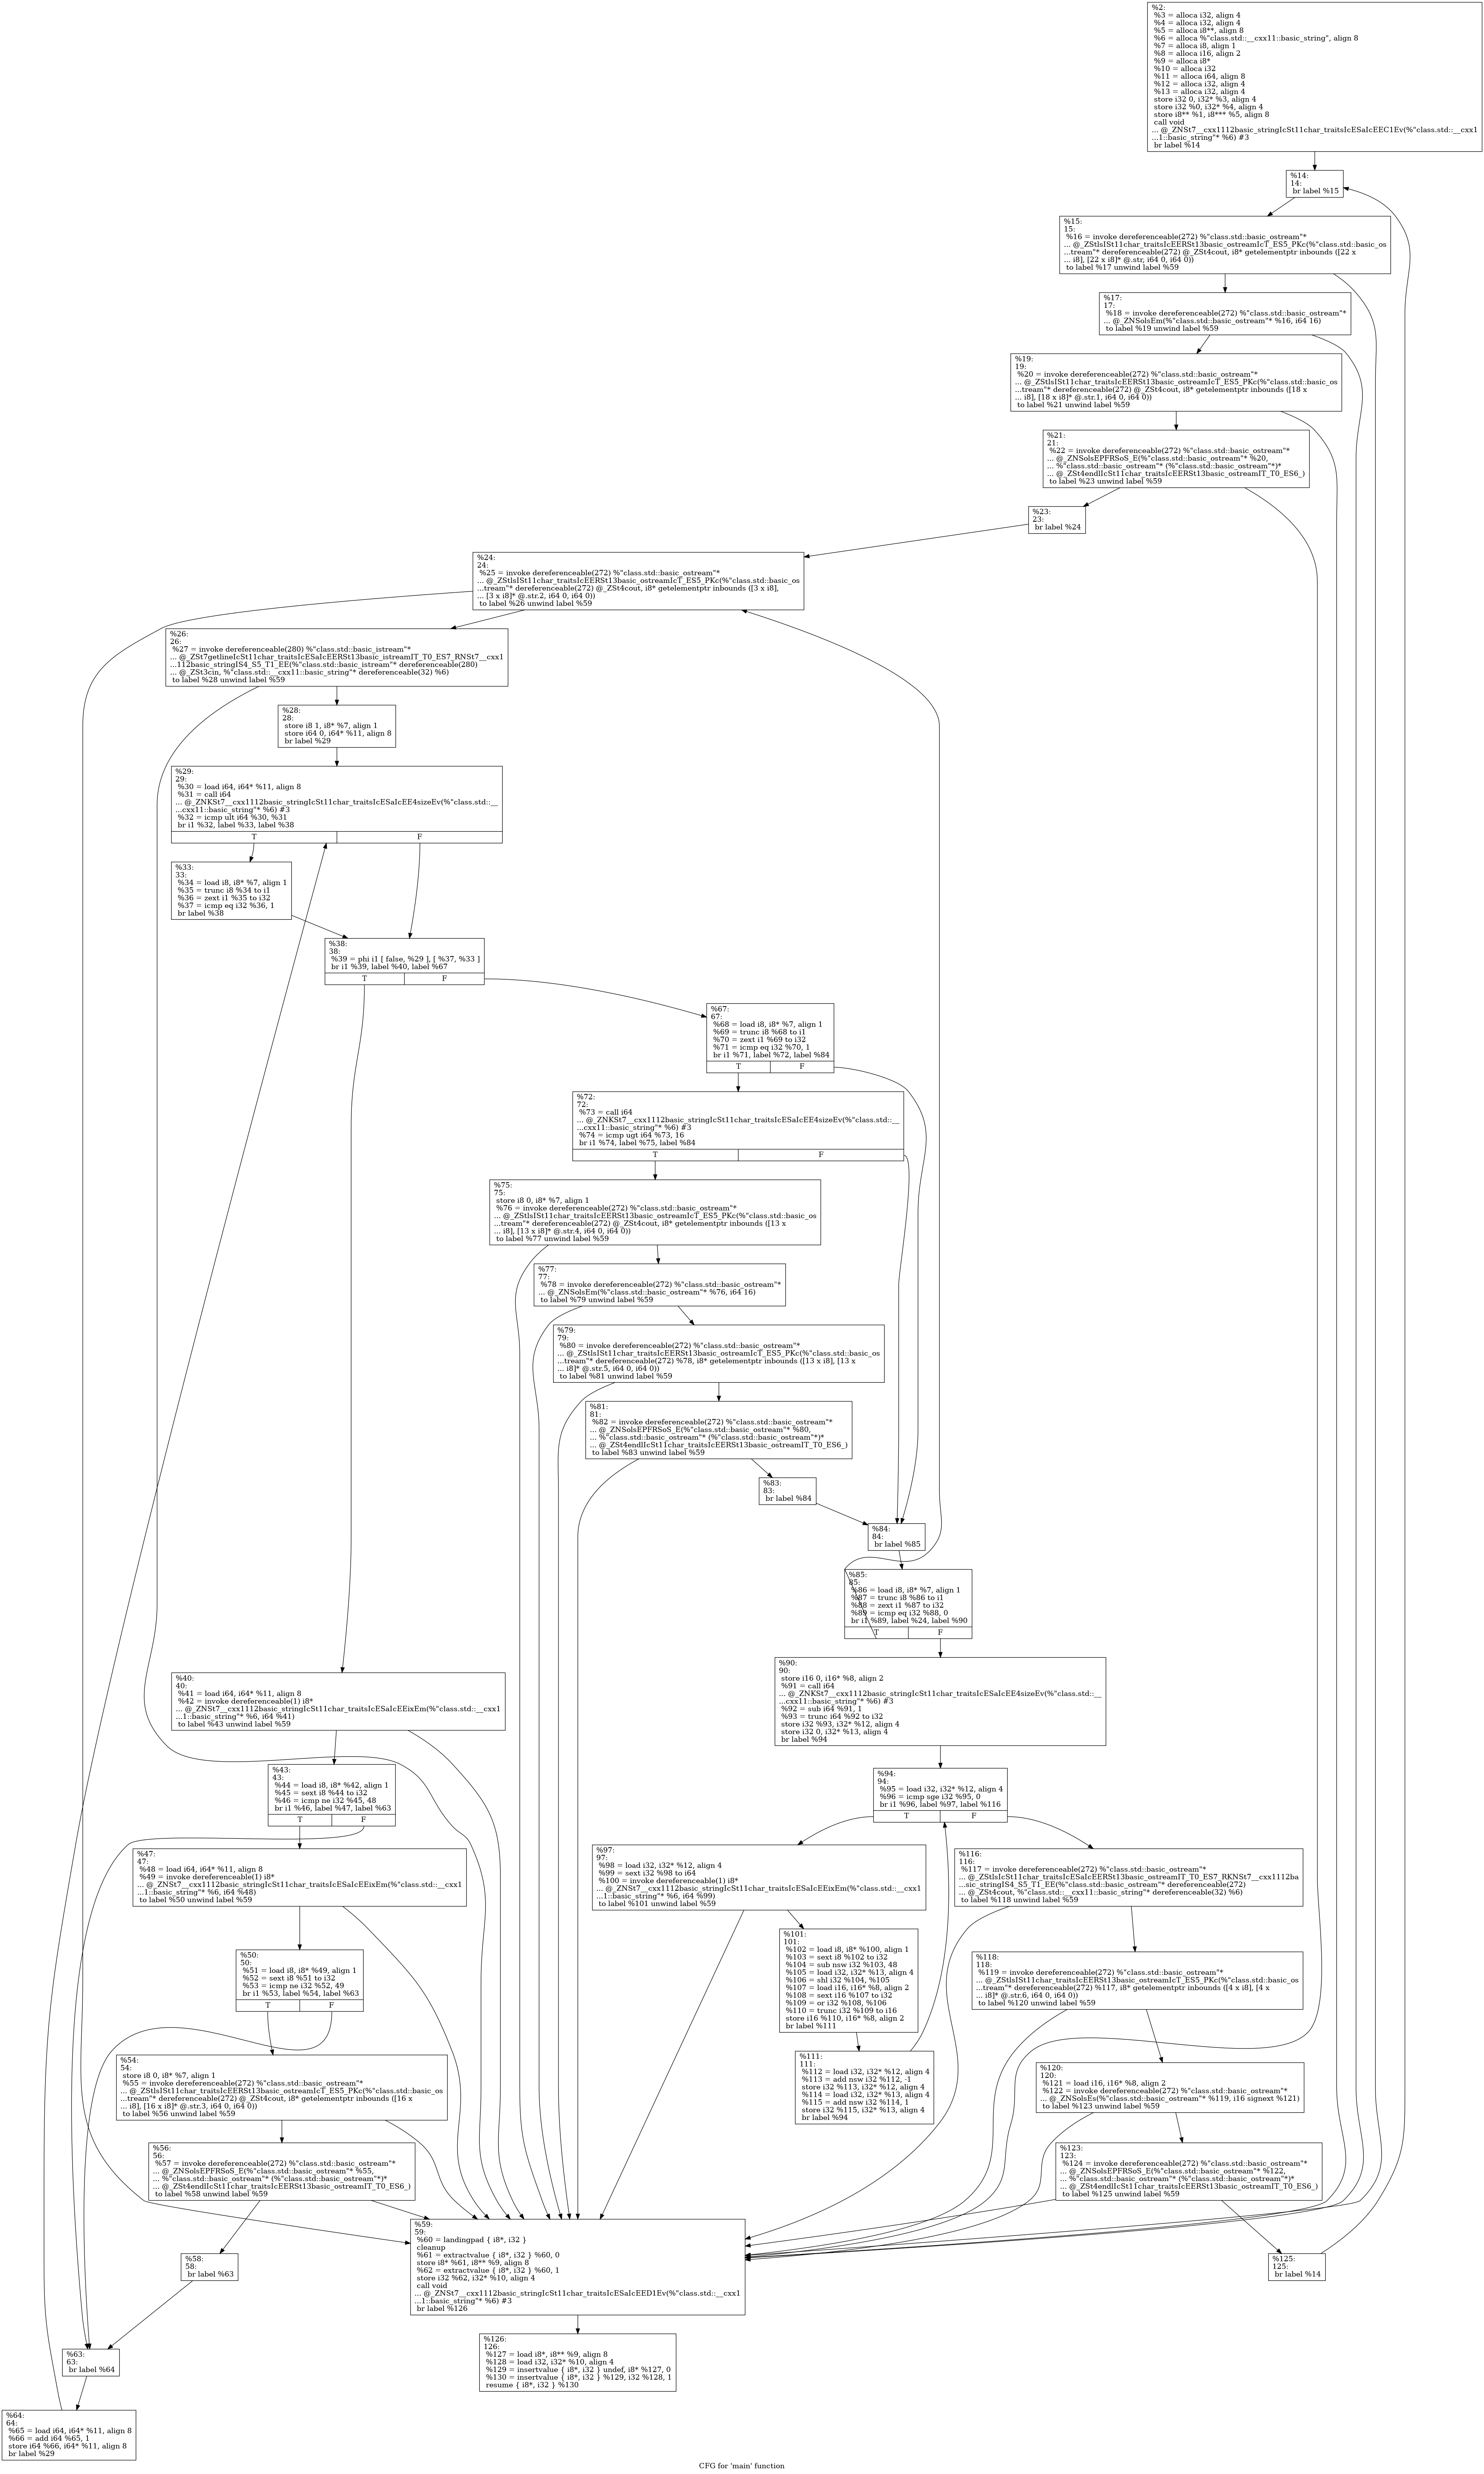 %2:
%3 = alloca i32, align 4
%4 = alloca i32, align 4
%5 = alloca i8**, align 8
%6 = alloca %"class.std::__cxx11::basic_string", align 8
%7 = alloca i8, align 1
%8 = alloca i16, align 2
%9 = alloca i8*
%10 = alloca i32
%11 = alloca i64, align 8
%12 = alloca i32, align 4
%13 = alloca i32, align 4
store i32 0, i32* %3, align 4
store i32 %0, i32* %4, align 4
store i8** %1, i8*** %5, align 8
call void
... @_ZNSt7__cxx1112basic_stringIcSt11char_traitsIcESaIcEEC1Ev(%"class.std::__cxx1
...1::basic_string"* %6) #3
br label %14
%14:
14:
br label %15
%15:
15:
%16 = invoke dereferenceable(272) %"class.std::basic_ostream"*
... @_ZStlsISt11char_traitsIcEERSt13basic_ostreamIcT_ES5_PKc(%"class.std::basic_os
...tream"* dereferenceable(272) @_ZSt4cout, i8* getelementptr inbounds ([22 x
... i8], [22 x i8]* @.str, i64 0, i64 0))
to label %17 unwind label %59
%17:
17:
%18 = invoke dereferenceable(272) %"class.std::basic_ostream"*
... @_ZNSolsEm(%"class.std::basic_ostream"* %16, i64 16)
to label %19 unwind label %59
%19:
19:
%20 = invoke dereferenceable(272) %"class.std::basic_ostream"*
... @_ZStlsISt11char_traitsIcEERSt13basic_ostreamIcT_ES5_PKc(%"class.std::basic_os
...tream"* dereferenceable(272) @_ZSt4cout, i8* getelementptr inbounds ([18 x
... i8], [18 x i8]* @.str.1, i64 0, i64 0))
to label %21 unwind label %59
%21:
21:
%22 = invoke dereferenceable(272) %"class.std::basic_ostream"*
... @_ZNSolsEPFRSoS_E(%"class.std::basic_ostream"* %20,
... %"class.std::basic_ostream"* (%"class.std::basic_ostream"*)*
... @_ZSt4endlIcSt11char_traitsIcEERSt13basic_ostreamIT_T0_ES6_)
to label %23 unwind label %59
%23:
23:
br label %24
%24:
24:
%25 = invoke dereferenceable(272) %"class.std::basic_ostream"*
... @_ZStlsISt11char_traitsIcEERSt13basic_ostreamIcT_ES5_PKc(%"class.std::basic_os
...tream"* dereferenceable(272) @_ZSt4cout, i8* getelementptr inbounds ([3 x i8],
... [3 x i8]* @.str.2, i64 0, i64 0))
to label %26 unwind label %59
%26:
26:
%27 = invoke dereferenceable(280) %"class.std::basic_istream"*
... @_ZSt7getlineIcSt11char_traitsIcESaIcEERSt13basic_istreamIT_T0_ES7_RNSt7__cxx1
...112basic_stringIS4_S5_T1_EE(%"class.std::basic_istream"* dereferenceable(280)
... @_ZSt3cin, %"class.std::__cxx11::basic_string"* dereferenceable(32) %6)
to label %28 unwind label %59
%28:
28:
store i8 1, i8* %7, align 1
store i64 0, i64* %11, align 8
br label %29
%29:
29:
%30 = load i64, i64* %11, align 8
%31 = call i64
... @_ZNKSt7__cxx1112basic_stringIcSt11char_traitsIcESaIcEE4sizeEv(%"class.std::__
...cxx11::basic_string"* %6) #3
%32 = icmp ult i64 %30, %31
br i1 %32, label %33, label %38
T F
%33:
33:
%34 = load i8, i8* %7, align 1
%35 = trunc i8 %34 to i1
%36 = zext i1 %35 to i32
%37 = icmp eq i32 %36, 1
br label %38
%38:
38:
%39 = phi i1 [ false, %29 ], [ %37, %33 ]
br i1 %39, label %40, label %67
T F
%67:
67:
%68 = load i8, i8* %7, align 1
%69 = trunc i8 %68 to i1
%70 = zext i1 %69 to i32
%71 = icmp eq i32 %70, 1
br i1 %71, label %72, label %84
T F
%72:
72:
%73 = call i64
... @_ZNKSt7__cxx1112basic_stringIcSt11char_traitsIcESaIcEE4sizeEv(%"class.std::__
...cxx11::basic_string"* %6) #3
%74 = icmp ugt i64 %73, 16
br i1 %74, label %75, label %84
T F
%75:
75:
store i8 0, i8* %7, align 1
%76 = invoke dereferenceable(272) %"class.std::basic_ostream"*
... @_ZStlsISt11char_traitsIcEERSt13basic_ostreamIcT_ES5_PKc(%"class.std::basic_os
...tream"* dereferenceable(272) @_ZSt4cout, i8* getelementptr inbounds ([13 x
... i8], [13 x i8]* @.str.4, i64 0, i64 0))
to label %77 unwind label %59
%77:
77:
%78 = invoke dereferenceable(272) %"class.std::basic_ostream"*
... @_ZNSolsEm(%"class.std::basic_ostream"* %76, i64 16)
to label %79 unwind label %59
%79:
79:
%80 = invoke dereferenceable(272) %"class.std::basic_ostream"*
... @_ZStlsISt11char_traitsIcEERSt13basic_ostreamIcT_ES5_PKc(%"class.std::basic_os
...tream"* dereferenceable(272) %78, i8* getelementptr inbounds ([13 x i8], [13 x
... i8]* @.str.5, i64 0, i64 0))
to label %81 unwind label %59
%81:
81:
%82 = invoke dereferenceable(272) %"class.std::basic_ostream"*
... @_ZNSolsEPFRSoS_E(%"class.std::basic_ostream"* %80,
... %"class.std::basic_ostream"* (%"class.std::basic_ostream"*)*
... @_ZSt4endlIcSt11char_traitsIcEERSt13basic_ostreamIT_T0_ES6_)
to label %83 unwind label %59
%83:
83:
br label %84
%84:
84:
br label %85
%85:
85:
%86 = load i8, i8* %7, align 1
%87 = trunc i8 %86 to i1
%88 = zext i1 %87 to i32
%89 = icmp eq i32 %88, 0
br i1 %89, label %24, label %90
T F
%90:
90:
store i16 0, i16* %8, align 2
%91 = call i64
... @_ZNKSt7__cxx1112basic_stringIcSt11char_traitsIcESaIcEE4sizeEv(%"class.std::__
...cxx11::basic_string"* %6) #3
%92 = sub i64 %91, 1
%93 = trunc i64 %92 to i32
store i32 %93, i32* %12, align 4
store i32 0, i32* %13, align 4
br label %94
%40:
40:
%41 = load i64, i64* %11, align 8
%42 = invoke dereferenceable(1) i8*
... @_ZNSt7__cxx1112basic_stringIcSt11char_traitsIcESaIcEEixEm(%"class.std::__cxx1
...1::basic_string"* %6, i64 %41)
to label %43 unwind label %59
%43:
43:
%44 = load i8, i8* %42, align 1
%45 = sext i8 %44 to i32
%46 = icmp ne i32 %45, 48
br i1 %46, label %47, label %63
T F
%94:
94:
%95 = load i32, i32* %12, align 4
%96 = icmp sge i32 %95, 0
br i1 %96, label %97, label %116
T F
%47:
47:
%48 = load i64, i64* %11, align 8
%49 = invoke dereferenceable(1) i8*
... @_ZNSt7__cxx1112basic_stringIcSt11char_traitsIcESaIcEEixEm(%"class.std::__cxx1
...1::basic_string"* %6, i64 %48)
to label %50 unwind label %59
%97:
97:
%98 = load i32, i32* %12, align 4
%99 = sext i32 %98 to i64
%100 = invoke dereferenceable(1) i8*
... @_ZNSt7__cxx1112basic_stringIcSt11char_traitsIcESaIcEEixEm(%"class.std::__cxx1
...1::basic_string"* %6, i64 %99)
to label %101 unwind label %59
%116:
116:
%117 = invoke dereferenceable(272) %"class.std::basic_ostream"*
... @_ZStlsIcSt11char_traitsIcESaIcEERSt13basic_ostreamIT_T0_ES7_RKNSt7__cxx1112ba
...sic_stringIS4_S5_T1_EE(%"class.std::basic_ostream"* dereferenceable(272)
... @_ZSt4cout, %"class.std::__cxx11::basic_string"* dereferenceable(32) %6)
to label %118 unwind label %59
%50:
50:
%51 = load i8, i8* %49, align 1
%52 = sext i8 %51 to i32
%53 = icmp ne i32 %52, 49
br i1 %53, label %54, label %63
T F
%101:
101:
%102 = load i8, i8* %100, align 1
%103 = sext i8 %102 to i32
%104 = sub nsw i32 %103, 48
%105 = load i32, i32* %13, align 4
%106 = shl i32 %104, %105
%107 = load i16, i16* %8, align 2
%108 = sext i16 %107 to i32
%109 = or i32 %108, %106
%110 = trunc i32 %109 to i16
store i16 %110, i16* %8, align 2
br label %111
%118:
118:
%119 = invoke dereferenceable(272) %"class.std::basic_ostream"*
... @_ZStlsISt11char_traitsIcEERSt13basic_ostreamIcT_ES5_PKc(%"class.std::basic_os
...tream"* dereferenceable(272) %117, i8* getelementptr inbounds ([4 x i8], [4 x
... i8]* @.str.6, i64 0, i64 0))
to label %120 unwind label %59
%54:
54:
store i8 0, i8* %7, align 1
%55 = invoke dereferenceable(272) %"class.std::basic_ostream"*
... @_ZStlsISt11char_traitsIcEERSt13basic_ostreamIcT_ES5_PKc(%"class.std::basic_os
...tream"* dereferenceable(272) @_ZSt4cout, i8* getelementptr inbounds ([16 x
... i8], [16 x i8]* @.str.3, i64 0, i64 0))
to label %56 unwind label %59
%111:
111:
%112 = load i32, i32* %12, align 4
%113 = add nsw i32 %112, -1
store i32 %113, i32* %12, align 4
%114 = load i32, i32* %13, align 4
%115 = add nsw i32 %114, 1
store i32 %115, i32* %13, align 4
br label %94
%120:
120:
%121 = load i16, i16* %8, align 2
%122 = invoke dereferenceable(272) %"class.std::basic_ostream"*
... @_ZNSolsEs(%"class.std::basic_ostream"* %119, i16 signext %121)
to label %123 unwind label %59
%56:
56:
%57 = invoke dereferenceable(272) %"class.std::basic_ostream"*
... @_ZNSolsEPFRSoS_E(%"class.std::basic_ostream"* %55,
... %"class.std::basic_ostream"* (%"class.std::basic_ostream"*)*
... @_ZSt4endlIcSt11char_traitsIcEERSt13basic_ostreamIT_T0_ES6_)
to label %58 unwind label %59
%123:
123:
%124 = invoke dereferenceable(272) %"class.std::basic_ostream"*
... @_ZNSolsEPFRSoS_E(%"class.std::basic_ostream"* %122,
... %"class.std::basic_ostream"* (%"class.std::basic_ostream"*)*
... @_ZSt4endlIcSt11char_traitsIcEERSt13basic_ostreamIT_T0_ES6_)
to label %125 unwind label %59
%59:
59:
%60 = landingpad { i8*, i32 }
cleanup
%61 = extractvalue { i8*, i32 } %60, 0
store i8* %61, i8** %9, align 8
%62 = extractvalue { i8*, i32 } %60, 1
store i32 %62, i32* %10, align 4
call void
... @_ZNSt7__cxx1112basic_stringIcSt11char_traitsIcESaIcEED1Ev(%"class.std::__cxx1
...1::basic_string"* %6) #3
br label %126
%58:
58:
br label %63
%125:
125:
br label %14
%63:
63:
br label %64
%126:
126:
%127 = load i8*, i8** %9, align 8
%128 = load i32, i32* %10, align 4
%129 = insertvalue { i8*, i32 } undef, i8* %127, 0
%130 = insertvalue { i8*, i32 } %129, i32 %128, 1
resume { i8*, i32 } %130
%64:
64:
%65 = load i64, i64* %11, align 8
%66 = add i64 %65, 1
store i64 %66, i64* %11, align 8
br label %29
CFG for 'main' function